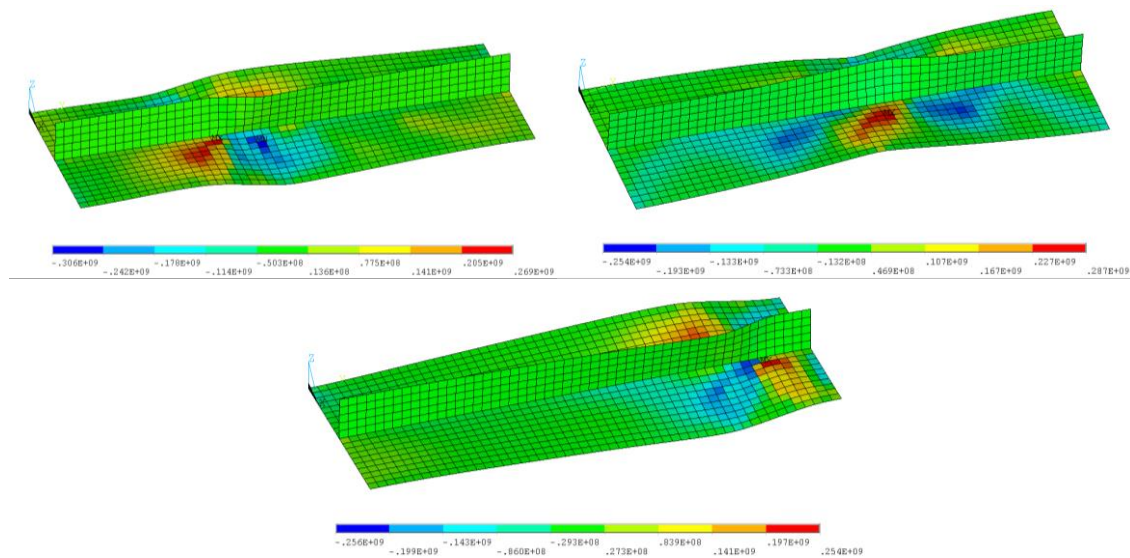 Z
-.306E+09 -.178E+09 -.503E+08 .775E+08 .205E+09
-.242E+09 -.114E+09 .136E+08 .141E+09 .269E+09
Z
-.254E+09 -.133E+09 -.132E+08 .107E+09 .227E+09
-.193E+09 -.733E+08 .469E+08 .167E+09 .287E+09
Z
-.256E+09 -.143E+09 -.293E+08 .839E+08 .197E+09
-.199E+09 -.860E+08 .273E+08 .141E+09 .254E+09